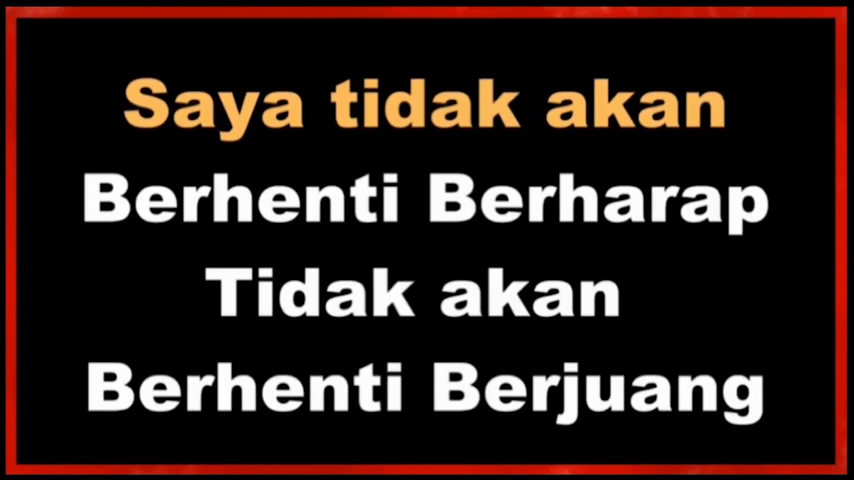 Saya tidak akan
Berhenti Berharap
Tidak akan
Berhenti Berjuang